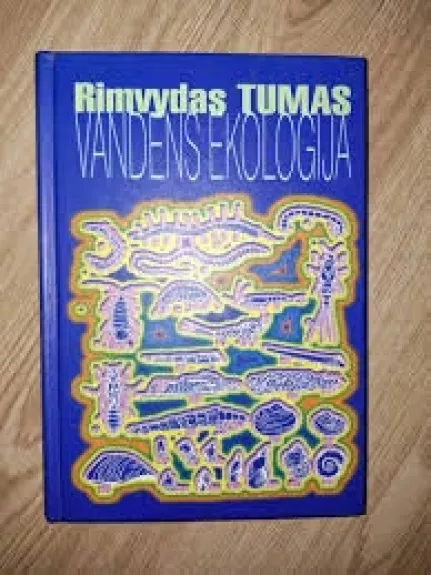 Rimvydas TUMAS
VANDENS EKOLOGIJA